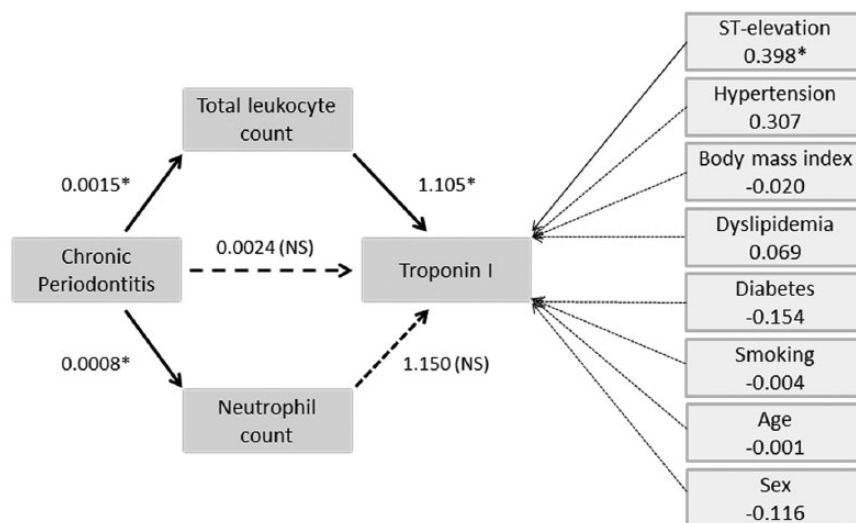 Total leukocyte
count
0.0015*
1.105*
Chronic
Periodontitis
0.0024 (NS)
Troponin I
0.0008*
1.150 (NS)
Neutrophil
count
ST-elevation
0.398*
Hypertension
0.307
Body mass index
-0.020
Dyslipidemia
0.069
Diabetes
-0.154
Smoking
-0.004
Age
-0.001
Sex
-0.116